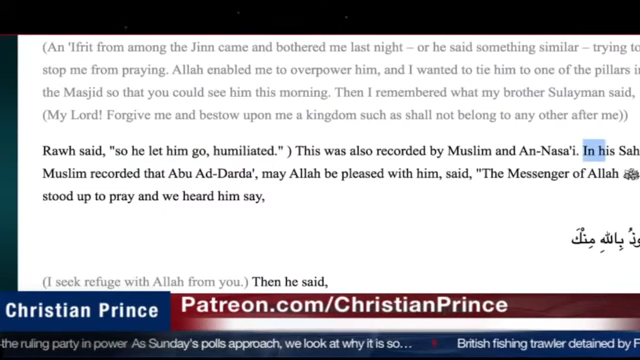 (An 'Ifrit from among the Jinn came and bothered me last night – or he said something similar – trying to
stop me from praying. Allah enabled me to overpower him, and I wanted to tie him to one of the pillars in
the Masjid so that you could see him this morning. Then I remembered what my brother Sulayman said,
(My Lord! Forgive me and bestow upon me a kingdom such as shall not belong to any other after me))
Rawh said, "so he let him go, humiliated." ) This was also recorded by Muslim and An-Nasa'i. In his Sah
Muslim recorded that Abu Ad-Darda', may Allah be pleased with him, said, "The Messenger of Allah ﷺ
stood up to pray and we heard him say,
وذُ بِاللهِ مِنْكَ
(I seek refuge with Allah from you.) Then he said,
Christian Prince
Patreon.com/ChristianPrince
-the ruling party in power As Sunday's polls approach, we look at why it is so... British fishing trawler detained by F